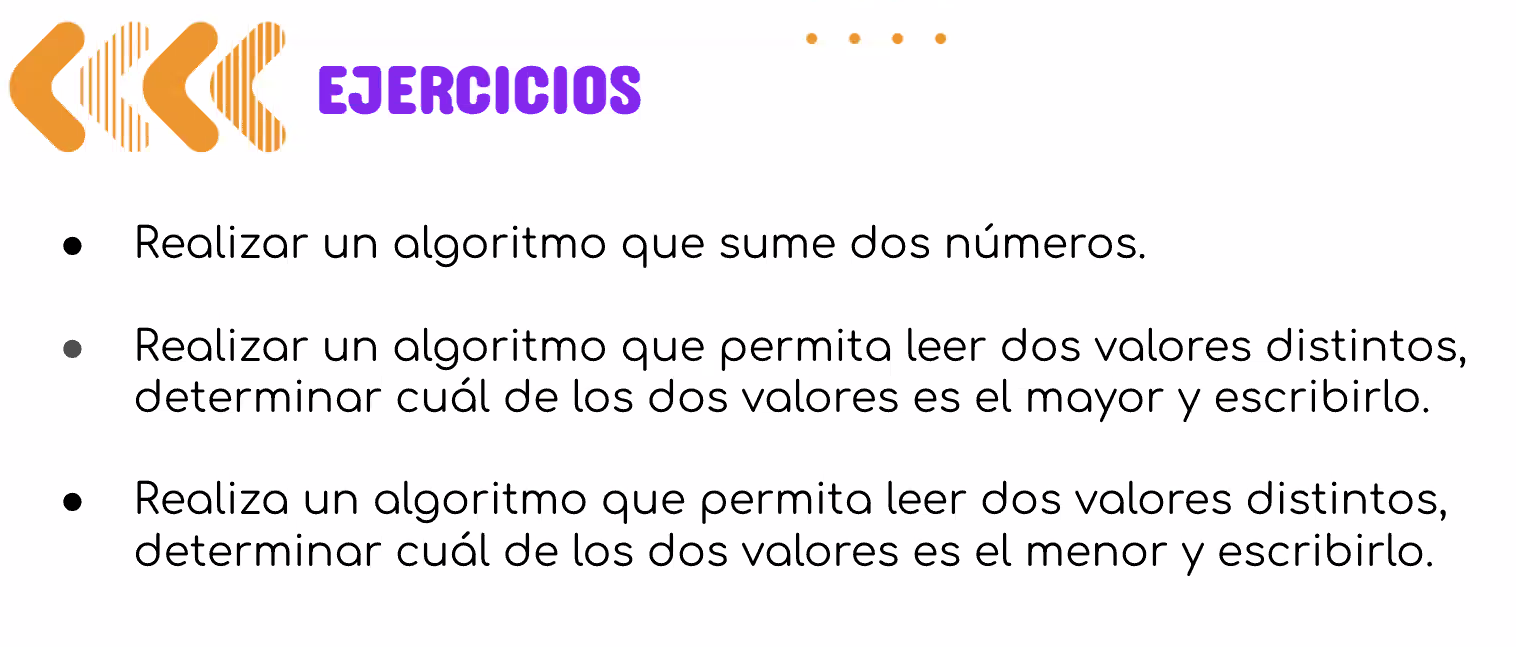 EJERCICIOS
● Realizar un algoritmo que sume dos números.
● Realizar un algoritmo que permita leer dos valores distintos,
determinar cuál de los dos valores es el mayor y escribirlo.
● Realiza un algoritmo que permita leer dos valores distintos,
determinar cuál de los dos valores es el menor y escribirlo.